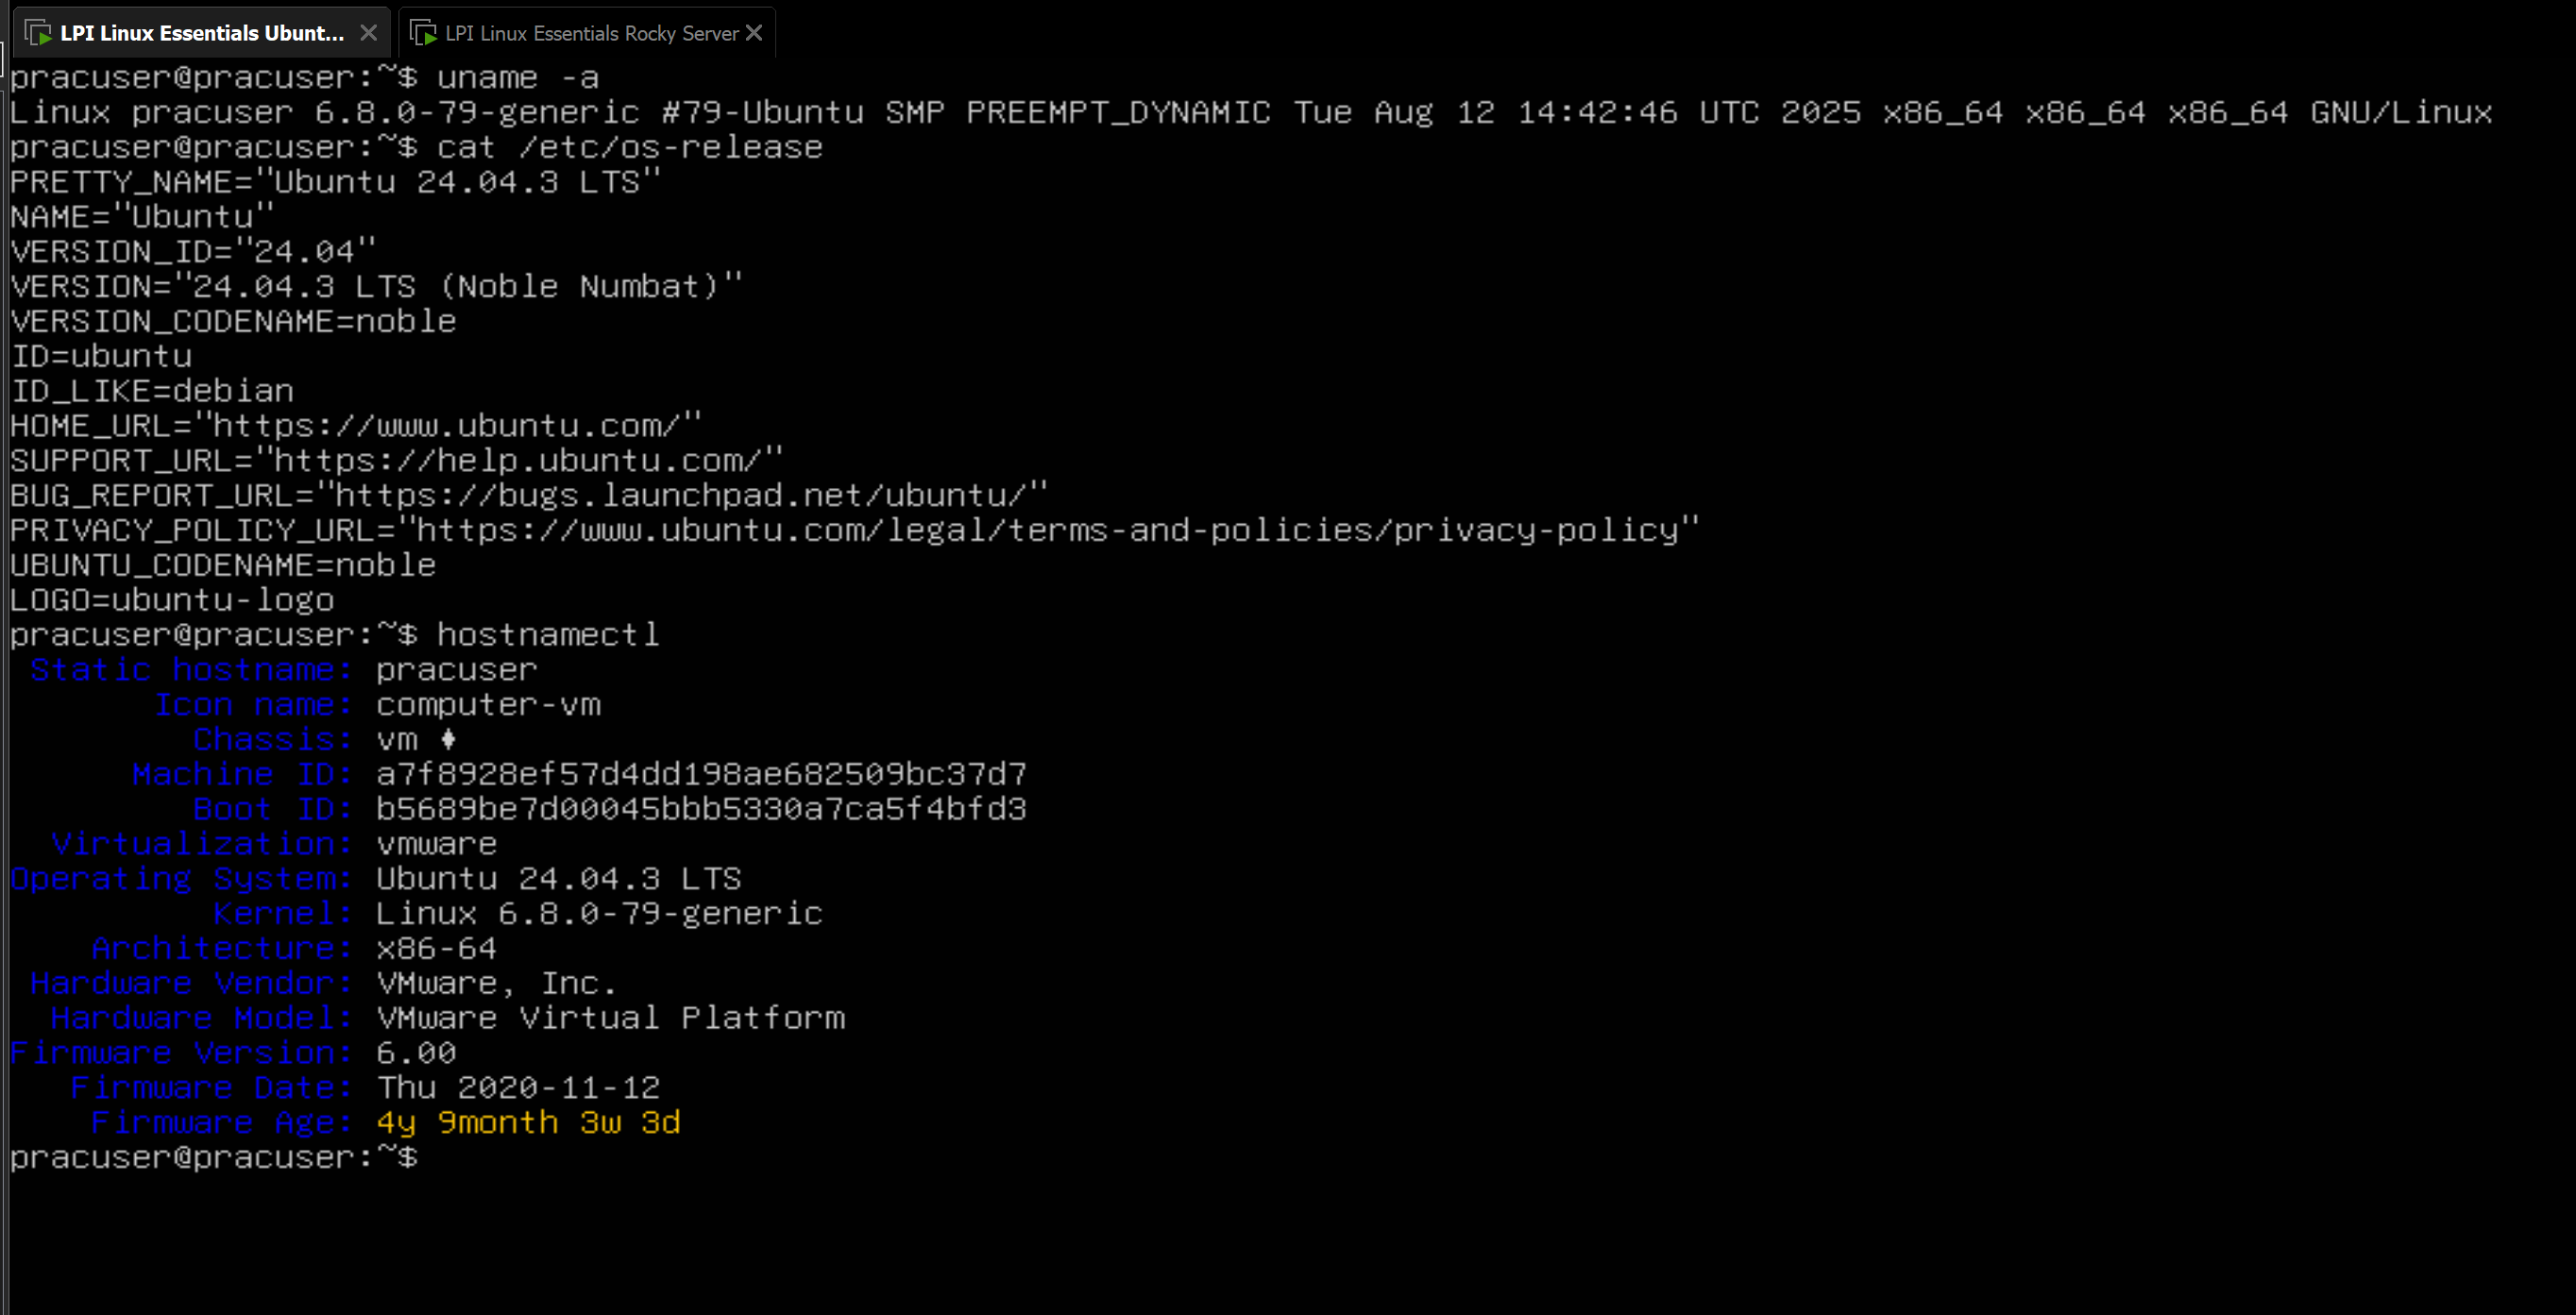 LPI Linux Essentials Ubunt...
LPI Linux Essentials Rocky Server
pracuser@pracuser:~$ uname -a
Linux pracuser 6.8.0-79-generic #79-Ubuntu SMP PREEMPT_DYNAMIC Tue Aug 12 14:42:46 UTC 2025 x86_64 x86_64 x86_64 GNU/Linux
pracuser@pracuser:~$ cat /etc/os-release
PRETTY_NAME="Ubuntu 24.04.3 LTS"
NAME="Ubuntu"
VERSION_ID="24.04"
VERSION="24.04.3 LTS (Noble Numbat)"
VERSION_CODENAME=noble
ID=ubuntu
ID_LIKE=debian
HOME_URL="https://www.ubuntu.com/"
SUPPORT_URL="https://help.ubuntu.com/"
BUG_REPORT_URL="https://bugs.launchpad.net/ubuntu/"
PRIVACY_POLICY_URL="https://www.ubuntu.com/legal/terms-and-policies/privacy-policy"
UBUNTU_CODENAME=noble
LOGO=ubuntu-logo
pracuser@pracuser:~$ hostnamectl
Static hostname: pracuser
Icon name: computer-vm
Chassis: vm ♦
Machine ID: a7f8928ef57d4dd198ae682509bc37d7
Boot ID: b5689be7d00045bbb5330a7ca5f4bfd3
Virtualization: vmware
Operating System: Ubuntu 24.04.3 LTS
Kernel: Linux 6.8.0-79-generic
Architecture: x86-64
Hardware Vendor: VMware, Inc.
Hardware Model: VMware Virtual Platform
Firmware Version: 6.00
Firmware Date: Thu 2020-11-12
Firmware Age: 4y 9month 3w 3d
pracuser@pracuser:~$